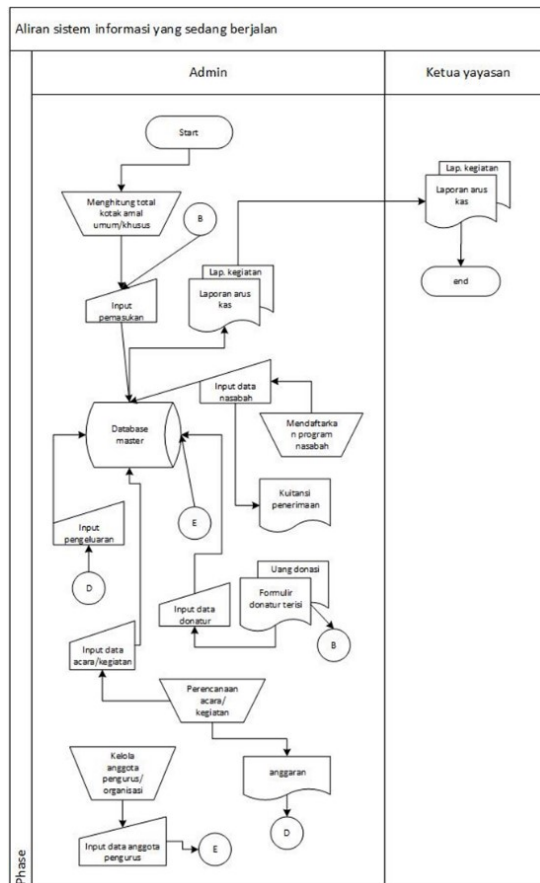 Aliran sistem informasi yang sedang berjalan
Admin
Ketua yayasan
Start
Menghitung total
kotak amal
umum/khusus
B
Input
pemasukan
Lap. kegiatan
Laporan arus
kas
Lap. kegiatan
Laporan arus
kas
end
Input data
nasabah
Mendaftarka
n program
nasabah
Database
master
Kuitansi
penerimaan
Input
pengeluaran
E
D
Uang donasi
Formulir
donatur terisi
Input data
donatur
B
Input data
acara/kegiatan
Perencanaan
acara/
kegiatan
Kelola
anggota
pengurus/
organisasi
anggaran
D
Input data anggota
pengurus
E
Phase